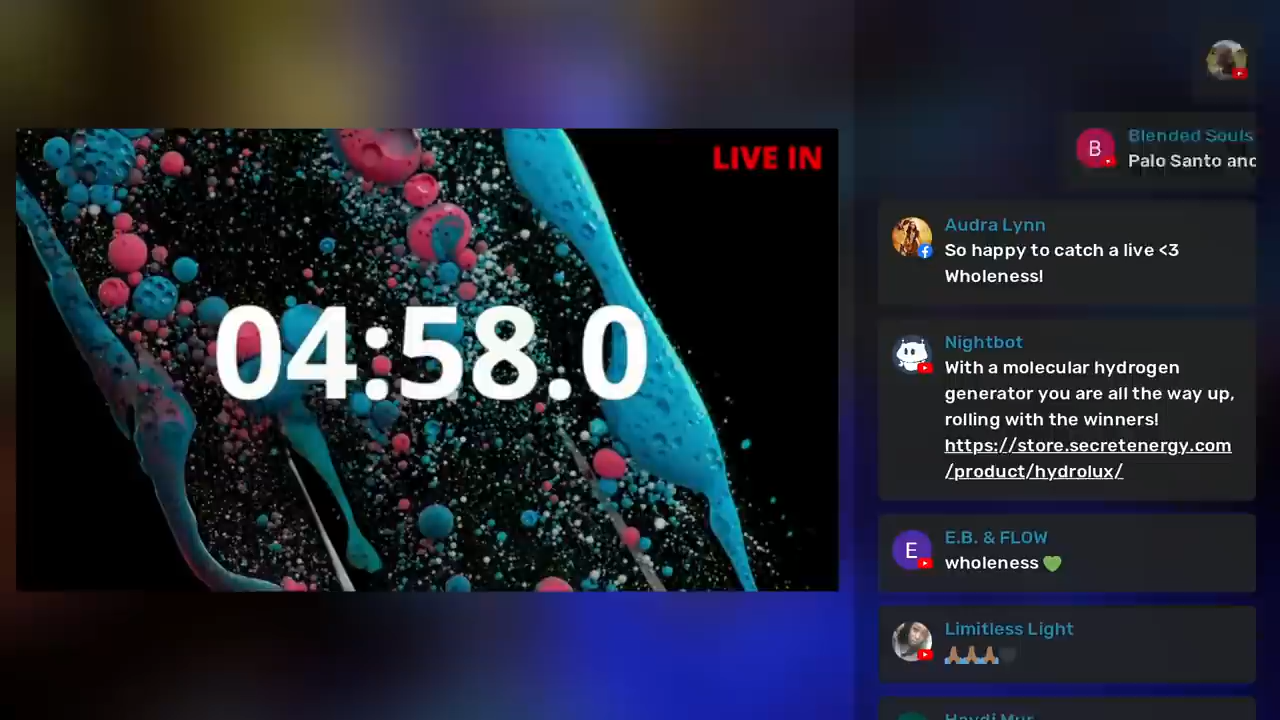 LIVE IN
04:58.0
B
Blended Souls
Palo Santo and
Audra Lynn
So happy to catch a live <3
Wholeness!
Nightbot
With a molecular hydrogen
generator you are all the way up,
rolling with the winners!
https://store.secretenergy.com
/product/hydrolux/
E
E.B. & FLOW
wholeness 💚
Limitless Light
🙏🏽🙏🏽🙏🏽🖤